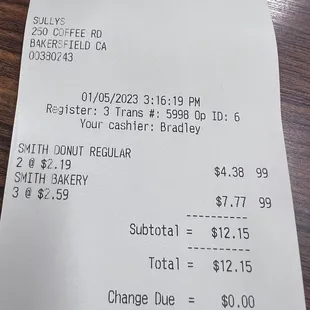 SULLYS
250 COFFEE RD
BAKERSFIELD CA
00380243
01/05/2023 3:16:19 PM
Register: 3 Trans #: 5998 Op ID: 6
Your cashier: Bradley
SMITH DONUT REGULAR
2 @ $2.19 $4.38 99
SMITH BAKERY
3 @ $2.59 $7.77 99
----------
Subtotal = $12.15
----------
Total = $12.15
Change Due = $0.00